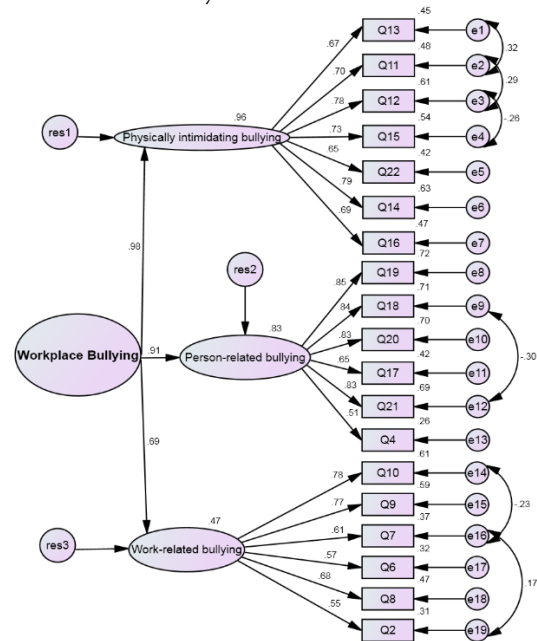 .45
.67 Q13 e1
.48 .32
.70 Q11 e2
.61 .29
.96 .78 Q12 e3
.54 -.26
res1 Physically intimidating bullying .73 Q15 e4
.65 .42
Q22 e5
.79 .63
Q14 e6
.69 .47
Q16 e7
.98 .72
res2 Q19 e8
.85 .71
.84 Q18 e9
.83 .83 .70
Q20 e10
Workplace Bullying .91 Person-related bullying .65 .42 -.30
Q17 e11
.83 .69
Q21 e12
.69 .51 .26
Q4 e13
.61
Q10 e14
.78 .59
.77 Q9 e15 -.23
.47 .61 .37
Q7 e16
res3 Work-related bullying .57 .32
Q6 e17
.68 .47 .17
Q8 e18
.55 .31
Q2 e19